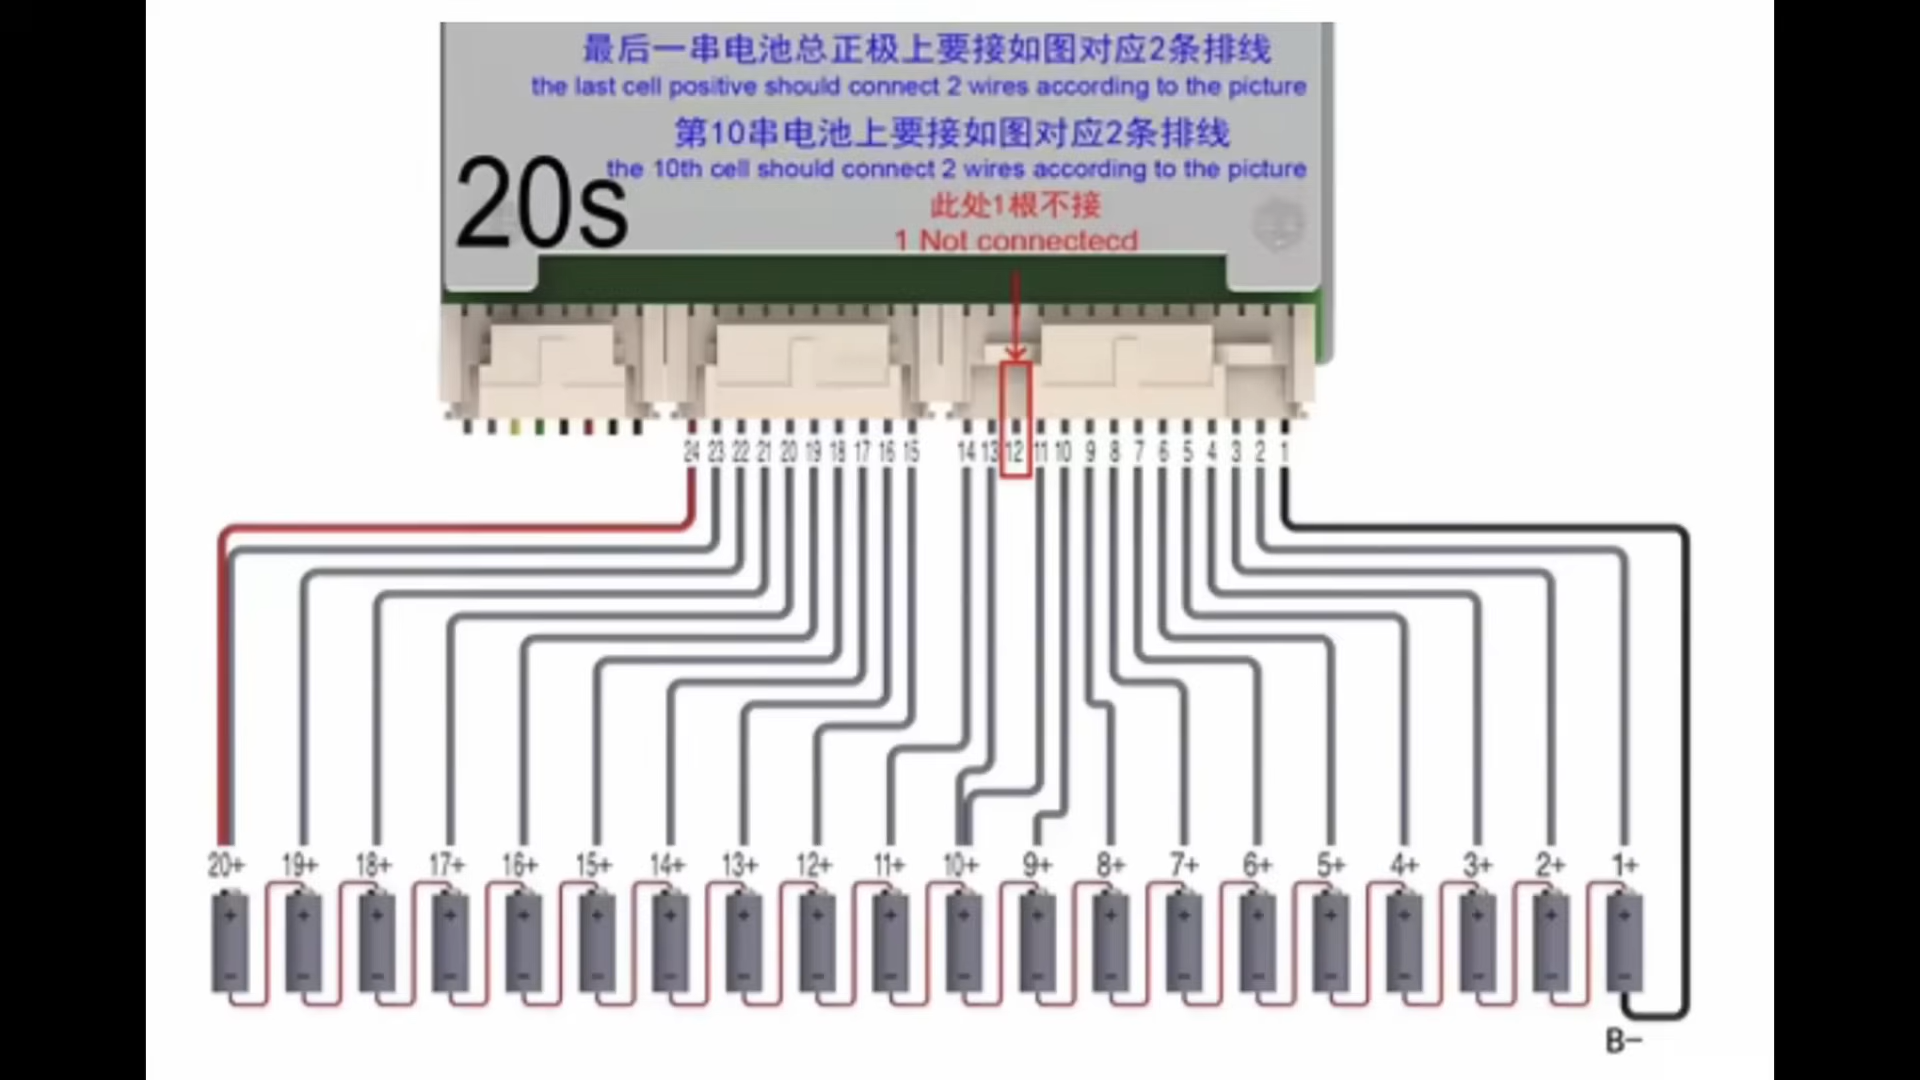 最后一串电池总正极上要接如图对应2条排线
the last cell positive should connect 2 wires according to the picture
第10串电池上要接如图对应2条排线
the 10th cell should connect 2 wires according to the picture
20s
此处1根不接
1 Not connectecd
24 23 22 21 20 19 18 17 16 15 14 13 12 11 10 9 8 7 6 5 4 3 2 1
20+ 19+ 18+ 17+ 16+ 15+ 14+ 13+ 12+ 11+ 10+ 9+ 8+ 7+ 6+ 5+ 4+ 3+ 2+ 1+
+ + + + + + + + + + + + + + + + + + + +
− − − − − − − − − − − − − − − − − − − −
B−